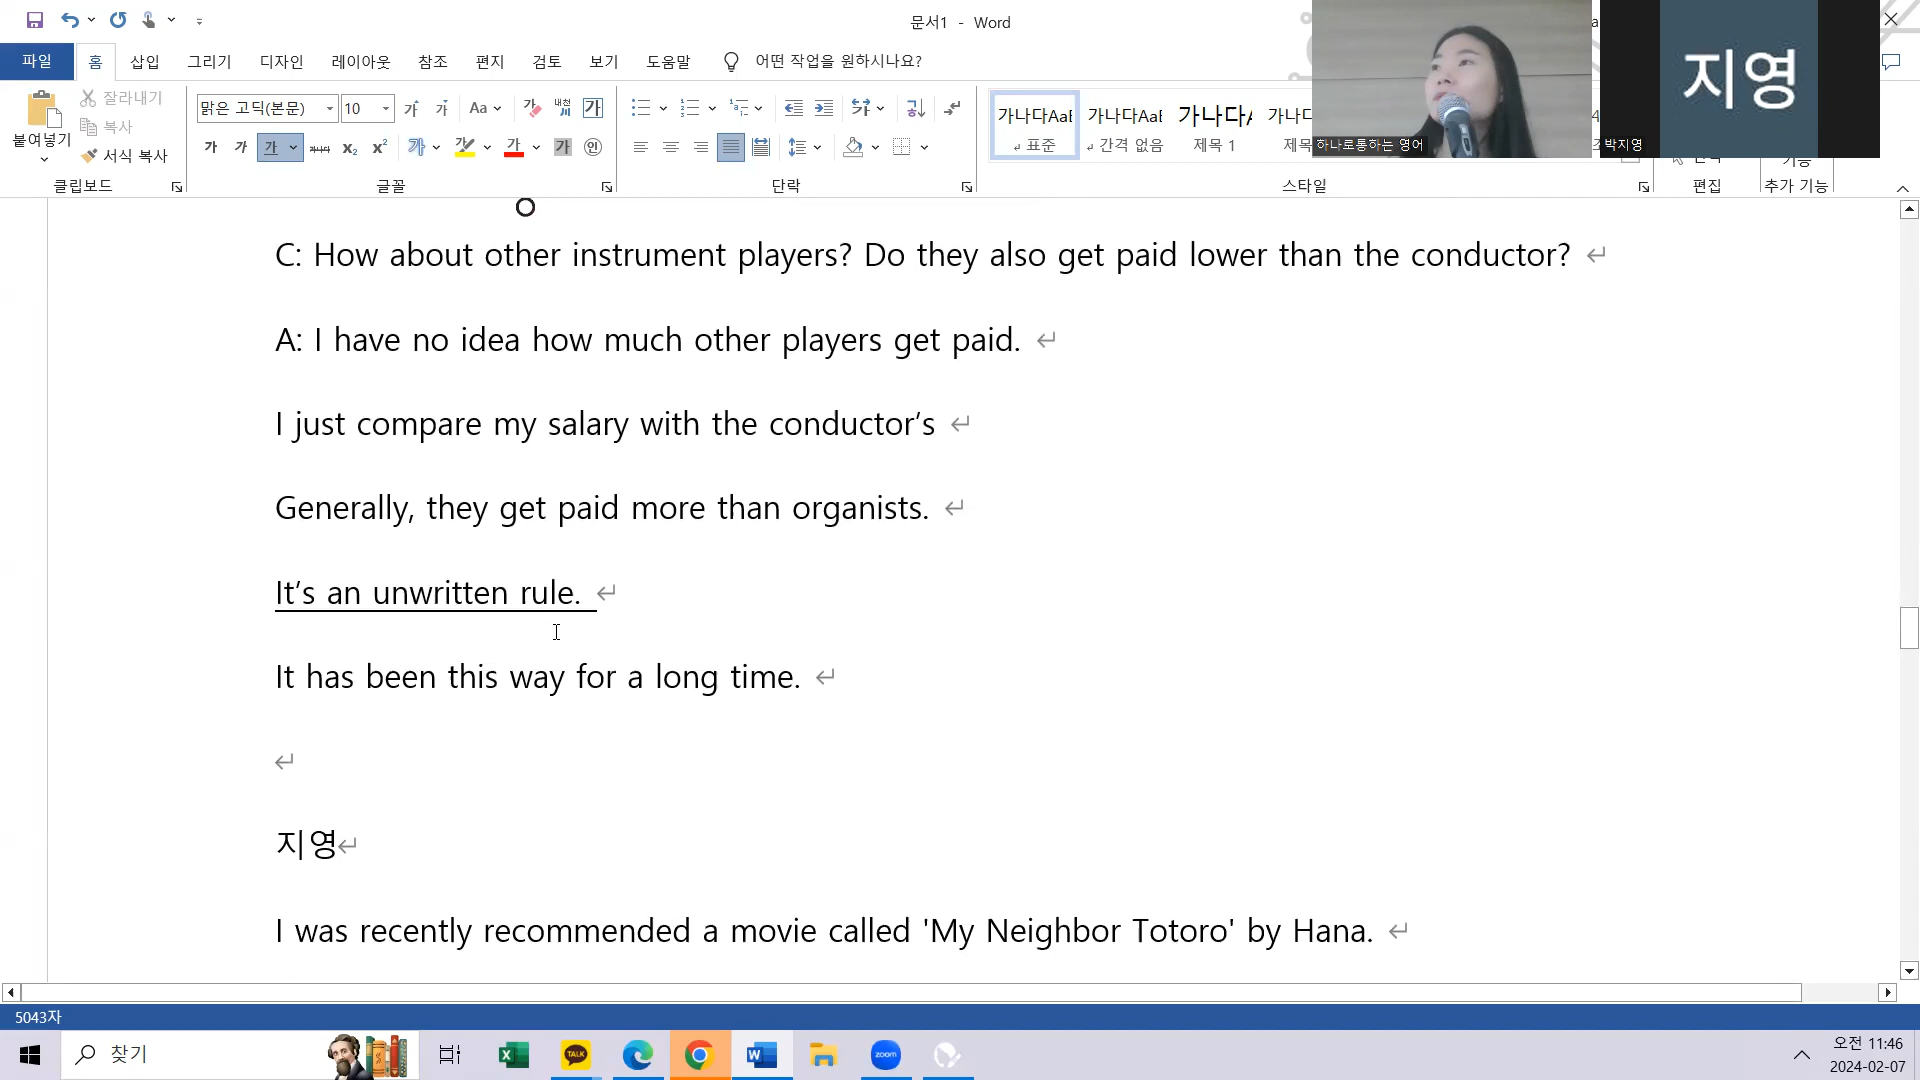 문서1 - Word
파일 홈 삽입 그리기 디자인 레이아웃 참조 편지 검토 보기 도움말 어떤 작업을 원하시나요?
붙여넣기
잘라내기
복사
서식 복사
클립보드
맑은 고딕(본문) 10
글꼴
단락
가나다AaB 표준
가나다AaB 간격 없음
가나다A 제목 1
제목
스타일
편집
추가 기능
하나로통하는 영어
지영
박지영
C: How about other instrument players? Do they also get paid lower than the conductor?
A: I have no idea how much other players get paid.
I just compare my salary with the conductor’s
Generally, they get paid more than organists.
It’s an unwritten rule.
It has been this way for a long time.
지영
I was recently recommended a movie called 'My Neighbor Totoro' by Hana.
5043자
찾기
TALK
zoom
오전 11:46
2024-02-07